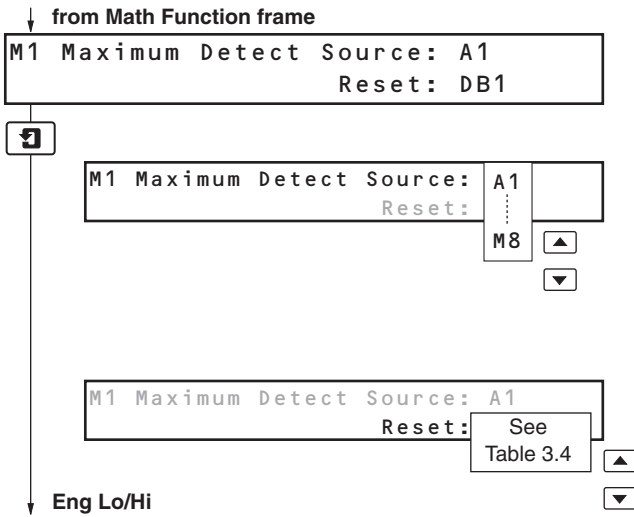 from Math Function frame
M1 Maximum Detect Source: A1
Reset: DB1
M1 Maximum Detect Source: A1
Reset:
M8
M1 Maximum Detect Source: A1
Reset: See
Table 3.4
Eng Lo/Hi